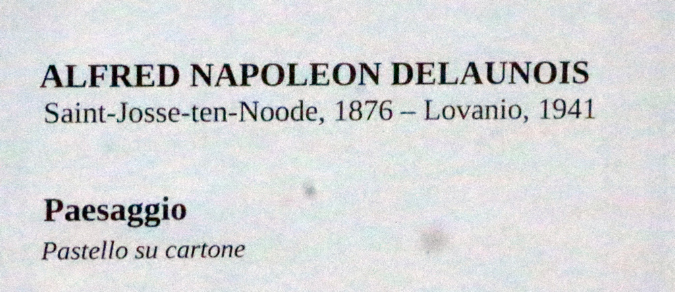 ALFRED NAPOLEON DELAUNOIS
Saint-Josse-ten-Noode, 1876 – Lovanio, 1941
Paesaggio
Pastello su cartone